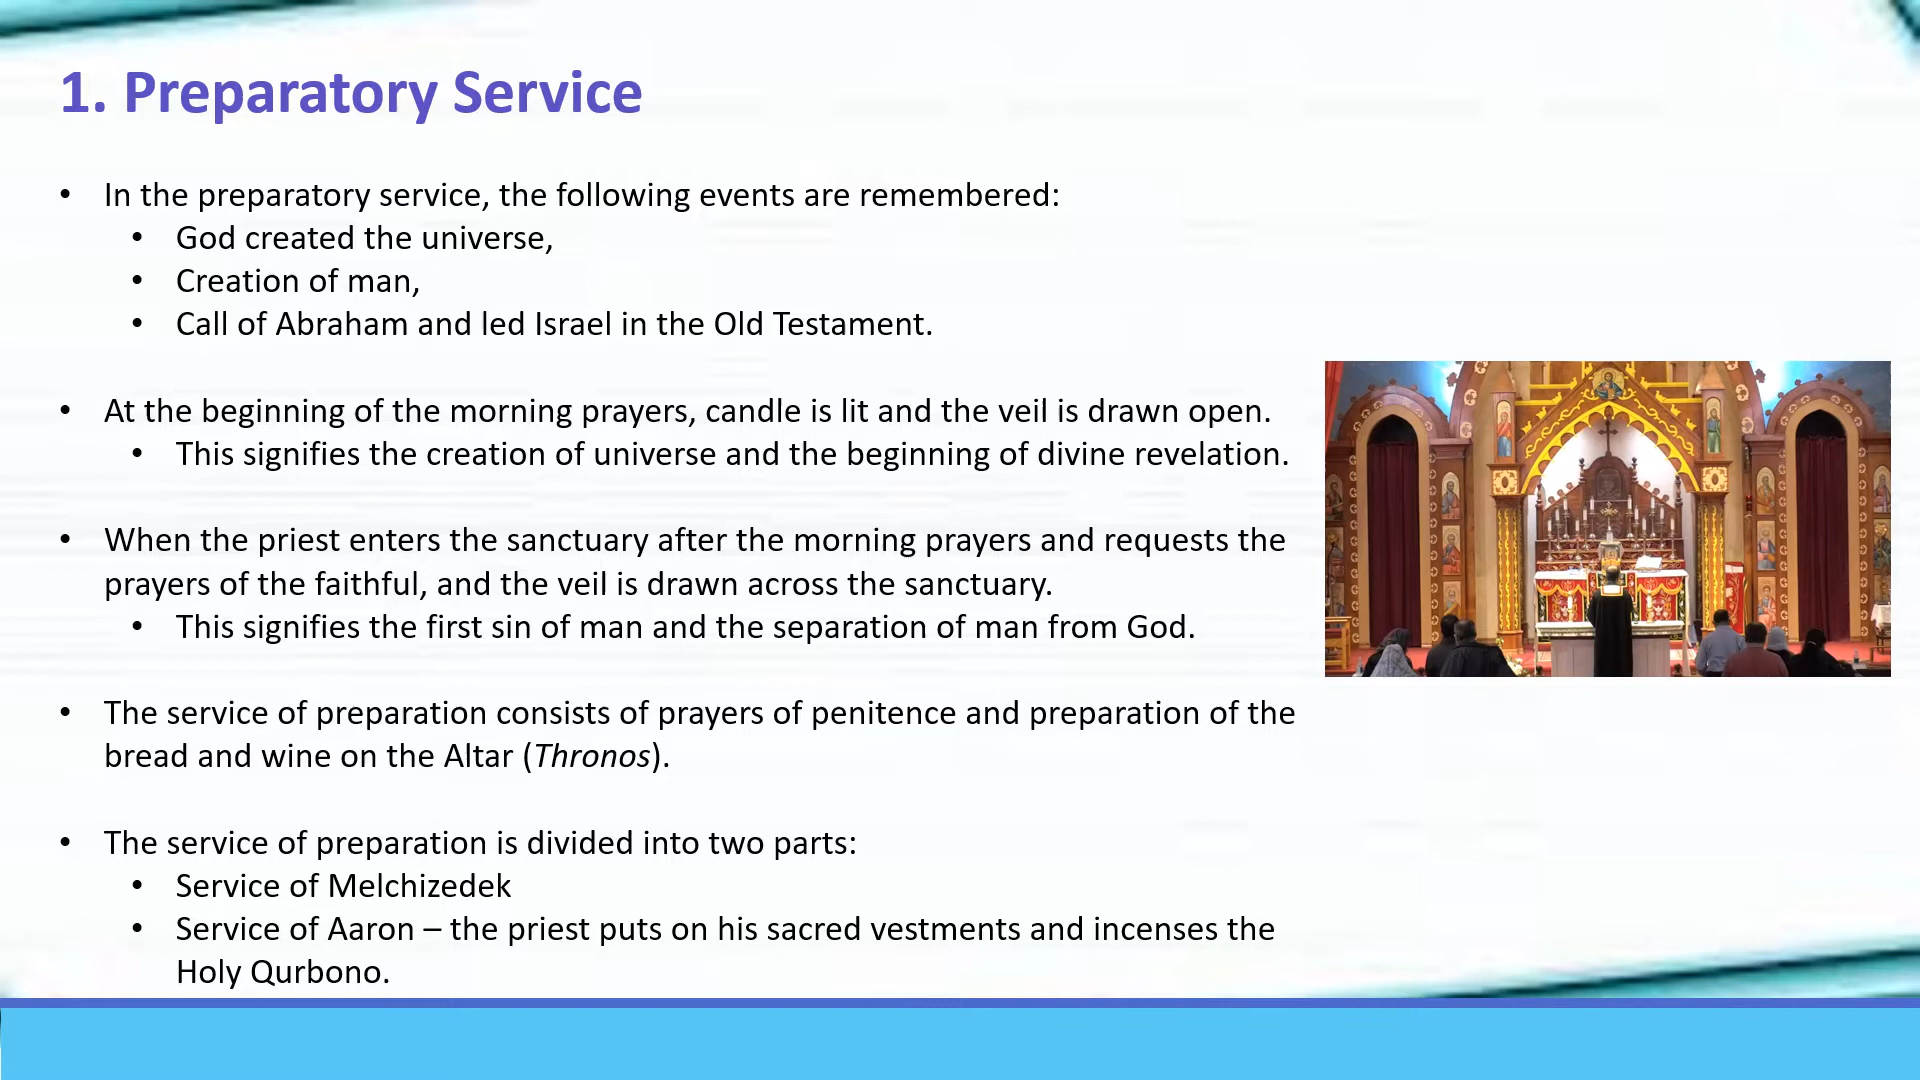 1. Preparatory Service
• In the preparatory service, the following events are remembered:
• God created the universe,
• Creation of man,
• Call of Abraham and led Israel in the Old Testament.
• At the beginning of the morning prayers, candle is lit and the veil is drawn open.
• This signifies the creation of universe and the beginning of divine revelation.
• When the priest enters the sanctuary after the morning prayers and requests the
prayers of the faithful, and the veil is drawn across the sanctuary.
• This signifies the first sin of man and the separation of man from God.
• The service of preparation consists of prayers of penitence and preparation of the
bread and wine on the Altar (Thronos).
• The service of preparation is divided into two parts:
• Service of Melchizedek
• Service of Aaron – the priest puts on his sacred vestments and incenses the
Holy Qurbono.